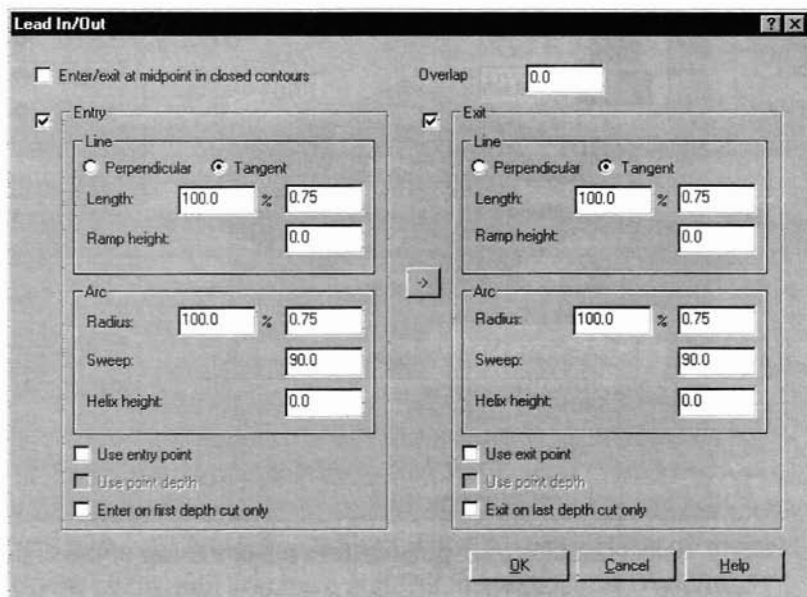 Lead In/Out
Enter/exit at midpoint in closed contours
Overlap 0.0
Entry
Line
Perpendicular Tangent
Length: 100.0 % 0.75
Ramp height: 0.0
Arc
Radius: 100.0 % 0.75
Sweep: 90.0
Helix height: 0.0
Use entry point
Use point depth
Enter on first depth cut only
->
Exit
Line
Perpendicular Tangent
Length: 100.0 % 0.75
Ramp height: 0.0
Arc
Radius: 100.0 % 0.75
Sweep: 90.0
Helix height: 0.0
Use exit point
Use point depth
Exit on last depth cut only
OK Cancel Help